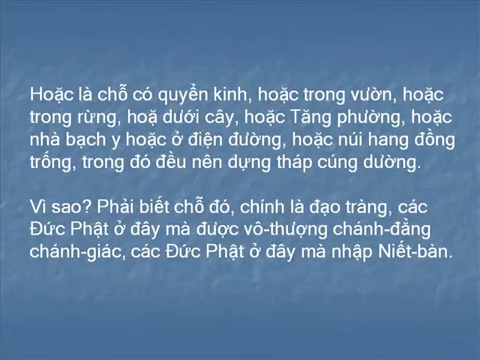 Hoặc là chỗ có quyển kinh, hoặc trong vườn, hoặc
trong rừng, hoặ dưới cây, hoặc Tăng phường, hoặc
nhà bạch y hoặc ở điện đường, hoặc núi hang đồng
trống, trong đó đều nên dựng tháp cúng dường.
Vì sao? Phải biết chỗ đó, chính là đạo tràng, các
Đức Phật ở đây mà được vô-thượng chánh-đẳng
chánh-giác, các Đức Phật ở đây mà nhập Niết-bàn.